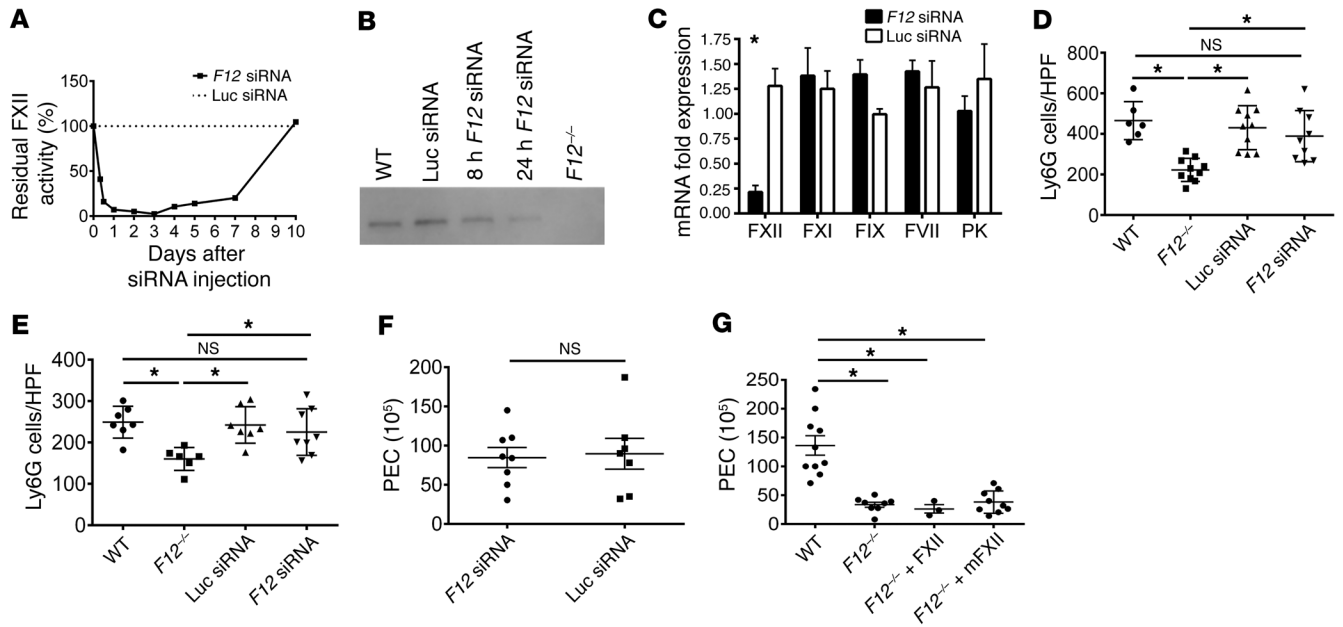 A
F12 siRNA
Luc siRNA
Residual FXII
activity (%)
150
100
50
0
0 1 2 3 4 5 6 7 8 9 10
Days after
siRNA injection
B
WT
Luc siRNA
8 h F12 siRNA
24 h F12 siRNA
F12–/–
C
F12 siRNA
Luc siRNA
mRNA fold expression
1.75
*
1.50
1.25
1.00
0.75
0.50
0.25
0.00
FXII FXI FIX FVII PK
D
*
NS
* *
Ly6G cells/HPF
800
600
400
200
0
WT
F12–/–
Luc siRNA
F12 siRNA
E
*
NS
* *
Ly6G cells/HPF
400
300
200
100
0
WT
F12–/–
Luc siRNA
F12 siRNA
F
NS
PEC (10⁵)
200
150
100
50
0
F12 siRNA
Luc siRNA
G
*
*
*
PEC (10⁵)
250
200
150
100
50
0
WT
F12–/–
F12–/– + FXII
F12–/– + mFXII